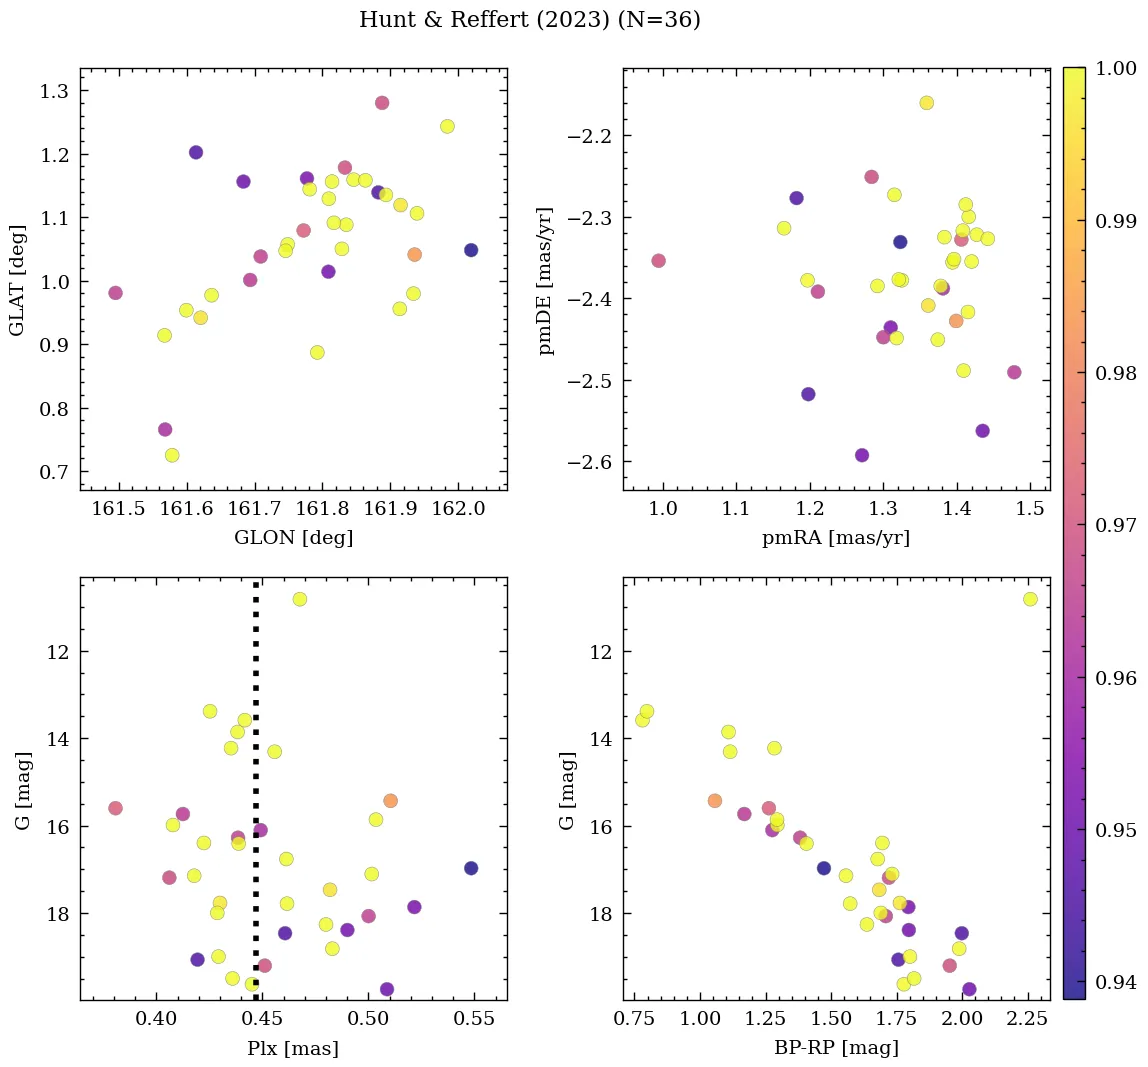 Hunt & Reffert (2023) (N=36)
1.3
1.2
1.1
1.0
0.9
0.8
0.7
GLAT [deg]
161.5 161.6 161.7 161.8 161.9 162.0
GLON [deg]
−2.2
−2.3
−2.4
−2.5
−2.6
pmDE [mas/yr]
1.0 1.1 1.2 1.3 1.4 1.5
pmRA [mas/yr]
12
14
16
18
G [mag]
0.40 0.45 0.50 0.55
Plx [mas]
12
14
16
18
G [mag]
0.75 1.00 1.25 1.50 1.75 2.00 2.25
BP-RP [mag]
1.00
0.99
0.98
0.97
0.96
0.95
0.94